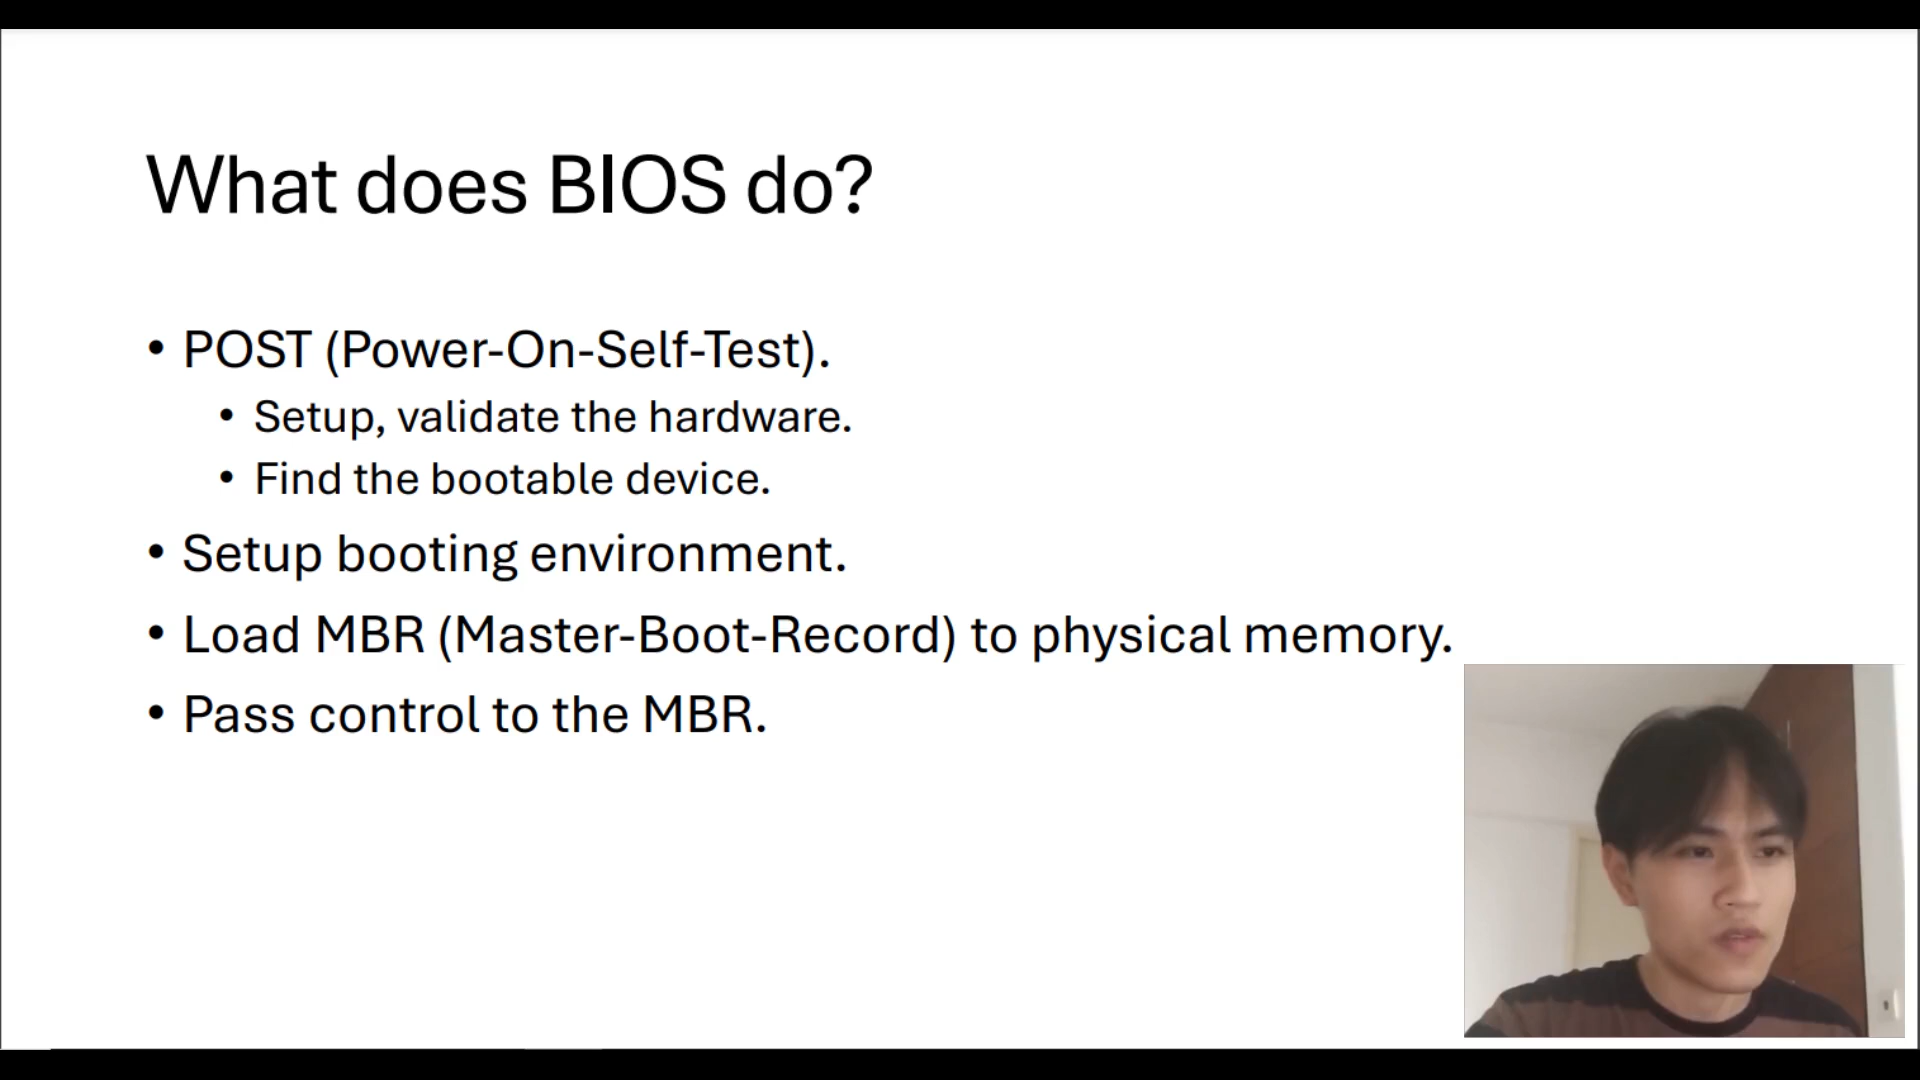 What does BIOS do?
• POST (Power-On-Self-Test).
• Setup, validate the hardware.
• Find the bootable device.
• Setup booting environment.
• Load MBR (Master-Boot-Record) to physical memory.
• Pass control to the MBR.